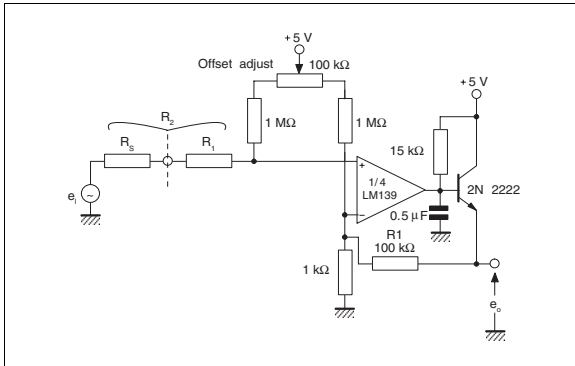 +5 V
Offset adjust 100 kΩ
+5 V
R2
1 MΩ
1 MΩ
15 kΩ
RS
R1
+
1/4
LM139
2N 2222
ei
~
0.5 µF
−
R1
100 kΩ
1 kΩ
eo